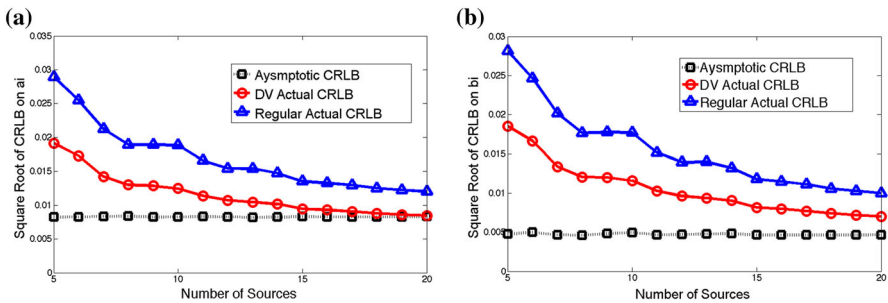 (a)
0.035
0.03
0.025
0.02
0.015
0.01
0.005
0
5
10
15
20
Square Root of CRLB on ai
Number of Sources
Aysmptotic CRLB
DV Actual CRLB
Regular Actual CRLB
(b)
0.03
0.025
0.02
0.015
0.01
0.005
0
5
10
15
20
Square Root of CRLB on bi
Number of Sources
Aysmptotic CRLB
DV Actual CRLB
Regular Actual CRLB